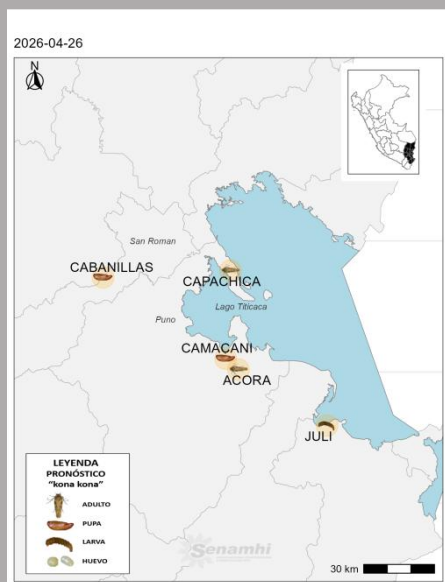 2026-04-26
N
San Roman
CABANILLAS
CAPACHICA
Lago Titicaca
Puno
CAMACANI
ACORA
JULI
LEYENDA
PRONÓSTICO
"kona kona"
ADULTO
PUPA
LARVA
HUEVO
Senamhi
30 km